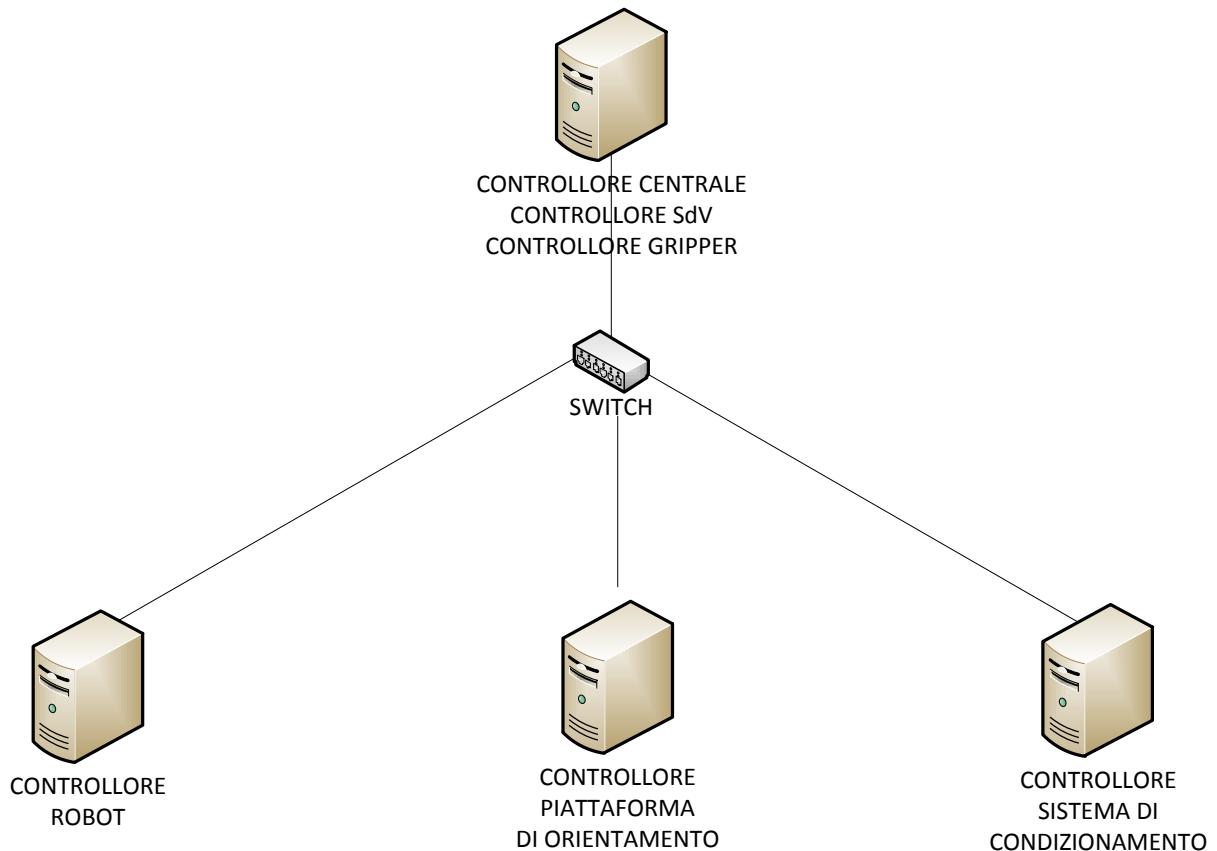 CONTROLLORE CENTRALE
CONTROLLORE SdV
CONTROLLORE GRIPPER
SWITCH
CONTROLLORE
ROBOT
CONTROLLORE
PIATTAFORMA
DI ORIENTAMENTO
CONTROLLORE
SISTEMA DI
CONDIZIONAMENTO